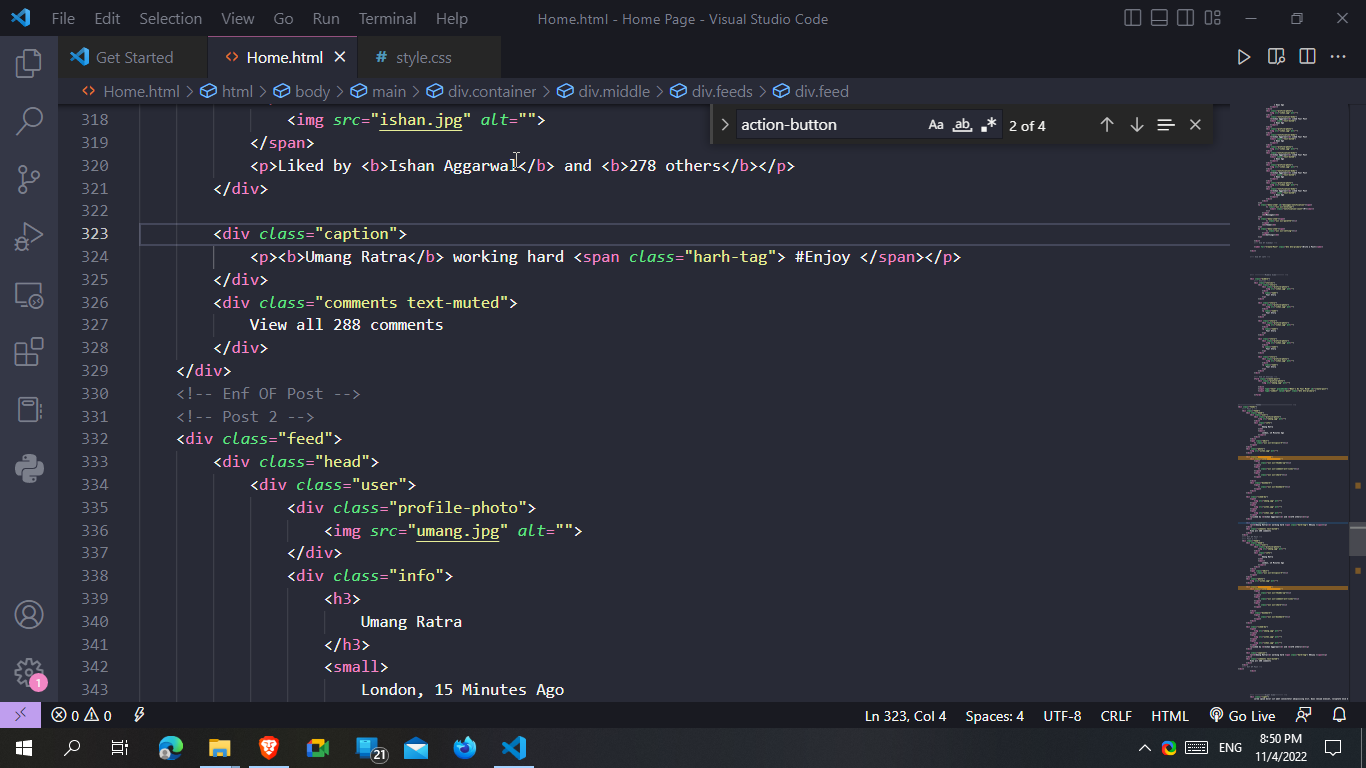 File Edit Selection View Go Run Terminal Help Home.html - Home Page - Visual Studio Code
Get Started <> Home.html # style.css
<> Home.html > html > body > main > div.container > div.middle > div.feeds > div.feed
action-button Aa ab .* 2 of 4
318 <img src="ishan.jpg" alt="">
319 </span>
320 <p>Liked by <b>Ishan Aggarwal</b> and <b>278 others</b></p>
321 </div>
322
323 <div class="caption">
324 <p><b>Umang Ratra</b> working hard <span class="harh-tag"> #Enjoy </span></p>
325 </div>
326 <div class="comments text-muted">
327 View all 288 comments
328 </div>
329 </div>
330 <!-- Enf OF Post -->
331 <!-- Post 2 -->
332 <div class="feed">
333 <div class="head">
334 <div class="user">
335 <div class="profile-photo">
336 <img src="umang.jpg" alt="">
337 </div>
338 <div class="info">
339 <h3>
340 Umang Ratra
341 </h3>
342 <small>
343 London, 15 Minutes Ago
1
0 0 Ln 323, Col 4 Spaces: 4 UTF-8 CRLF HTML Go Live
21 ENG 8:50 PM
11/4/2022